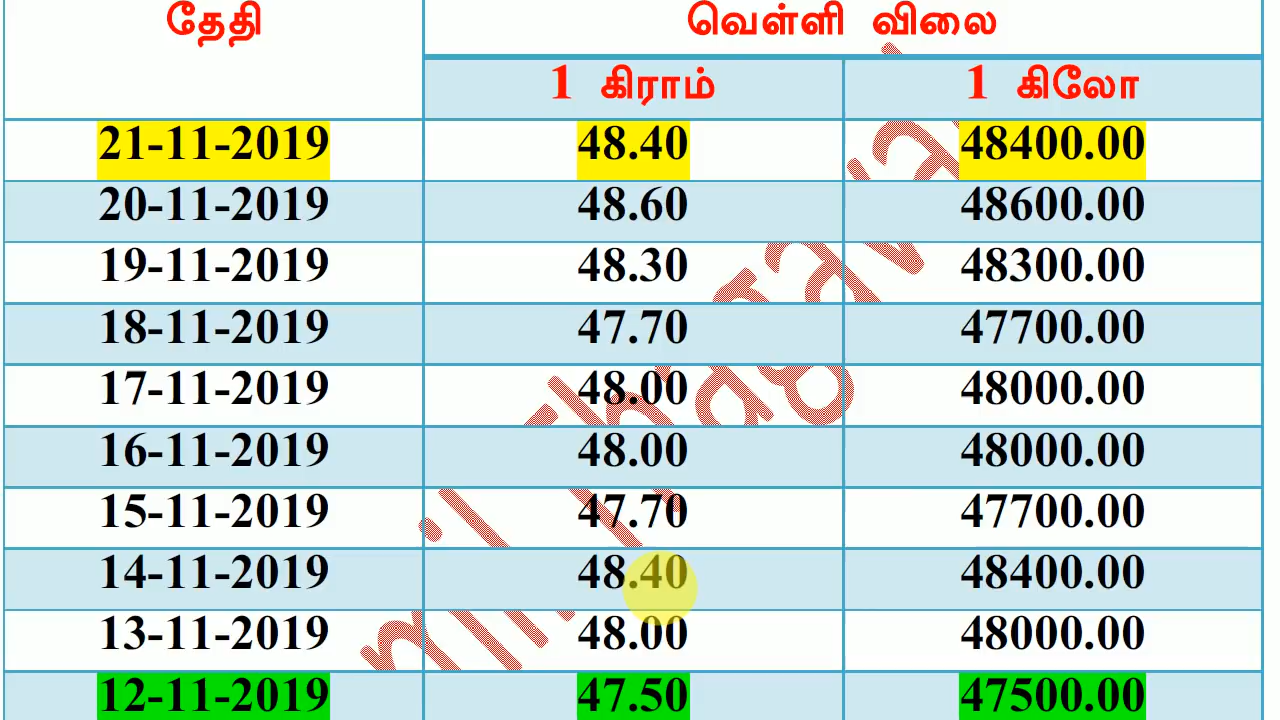 தேதி வெள்ளி விலை
1 கிராம் 1 கிலோ
21-11-2019 48.40 48400.00
20-11-2019 48.60 48600.00
19-11-2019 48.30 48300.00
18-11-2019 47.70 47700.00
17-11-2019 48.00 48000.00
16-11-2019 48.00 48000.00
15-11-2019 47.70 47700.00
14-11-2019 48.40 48400.00
13-11-2019 48.00 48000.00
12-11-2019 47.50 47500.00